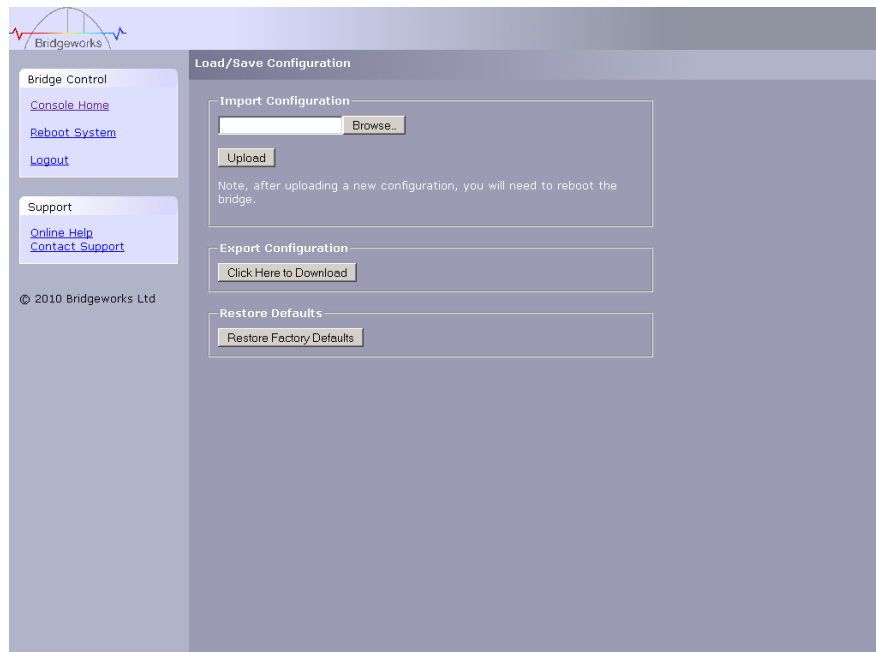 Bridgeworks
Load/Save Configuration
Bridge Control
Console Home
Reboot System
Logout
Support
Online Help
Contact Support
© 2010 Bridgeworks Ltd
Import Configuration
Browse..
Upload
Note, after uploading a new configuration, you will need to reboot the
bridge.
Export Configuration
Click Here to Download
Restore Defaults
Restore Factory Defaults